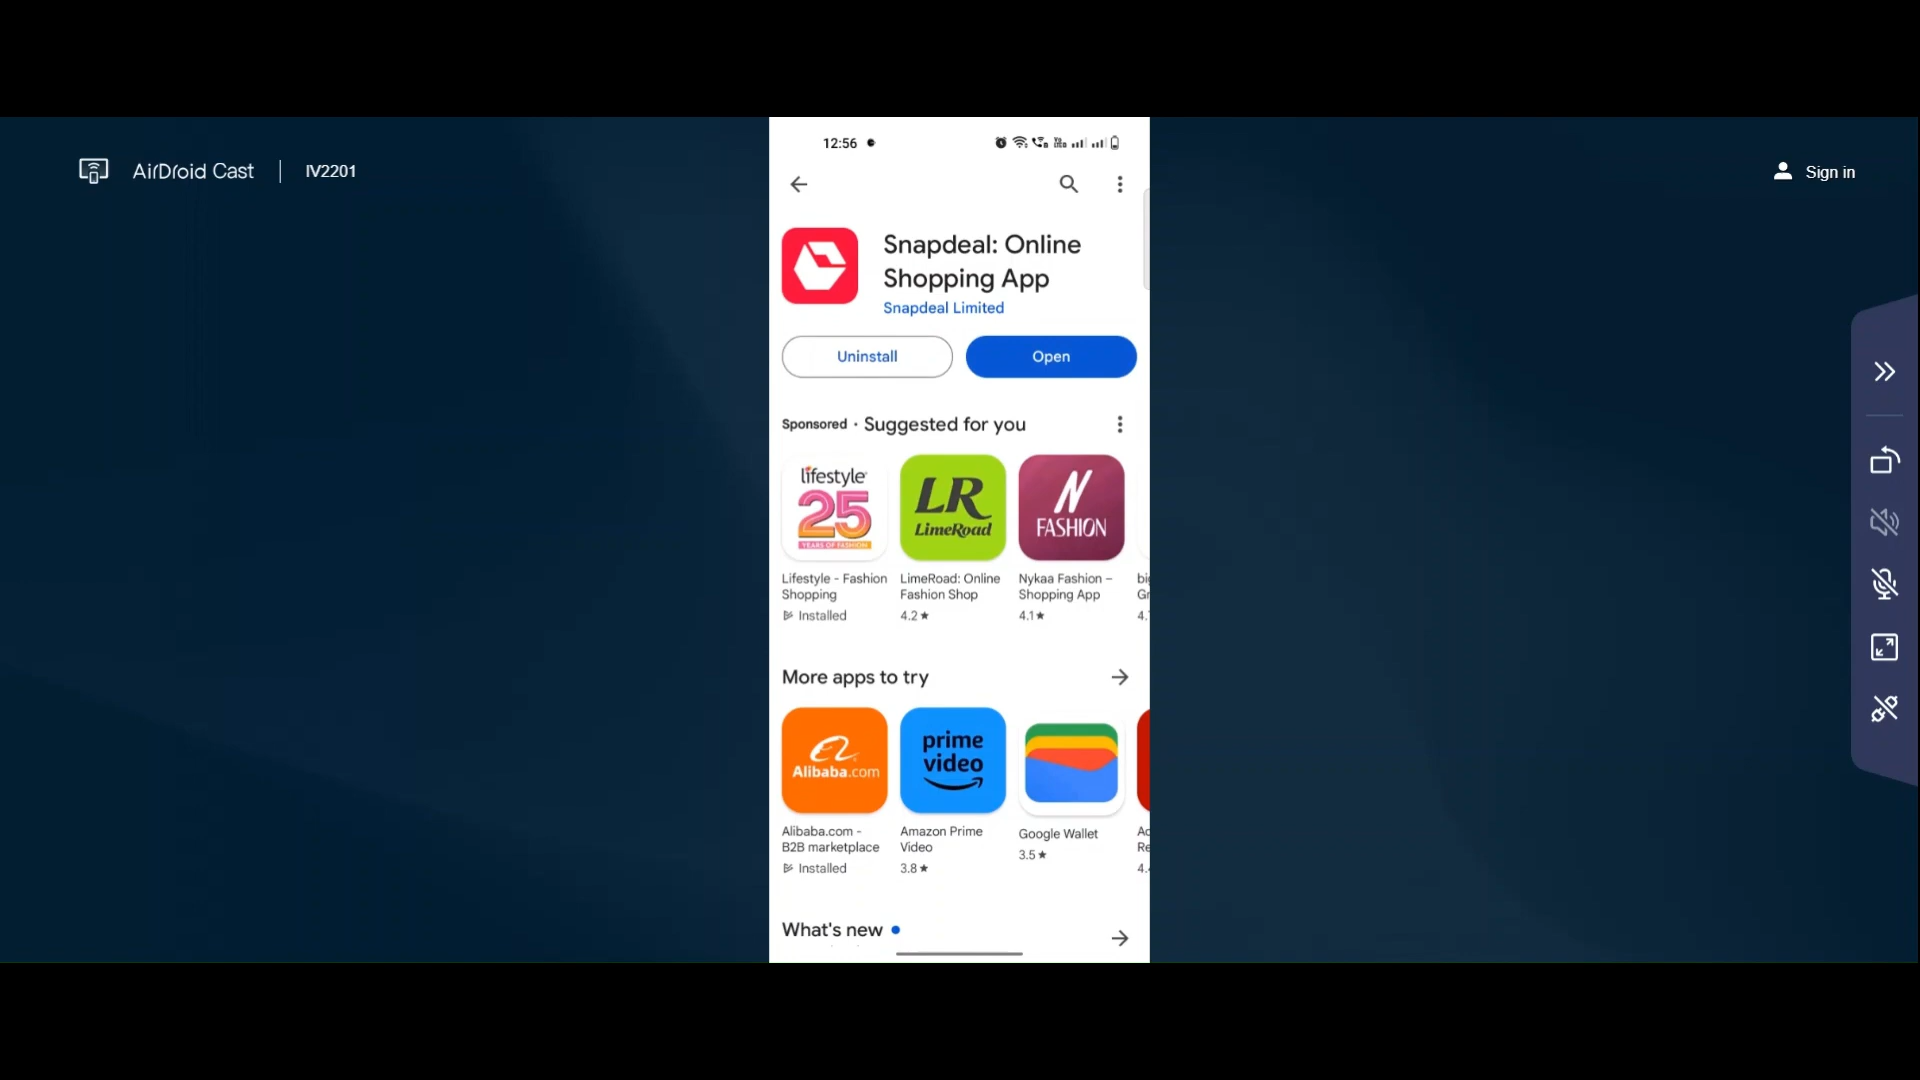 AirDroid Cast
IV2201
Sign in
12:56
Snapdeal: Online
Shopping App
Snapdeal Limited
Uninstall
Open
Sponsored · Suggested for you
lifestyle
25
YEARS OF FASHION
LR
LimeRoad
N
FASHION
Lifestyle - Fashion
Shopping
Installed
LimeRoad: Online
Fashion Shop
4.2★
Nykaa Fashion –
Shopping App
4.1★
More apps to try
Alibaba.com
prime
video
Alibaba.com -
B2B marketplace
Installed
Amazon Prime
Video
3.8★
Google Wallet
3.5★
What's new